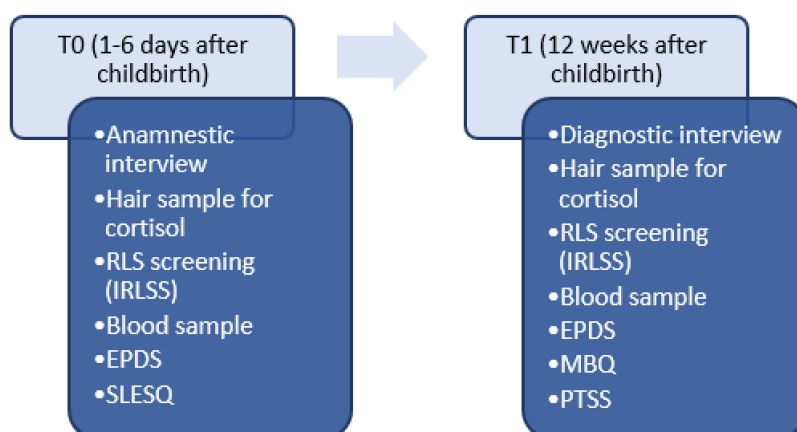 T0 (1-6 days after
childbirth)
•Anamnestic
interview
•Hair sample for
cortisol
•RLS screening
(IRLSS)
•Blood sample
•EPDS
•SLESQ
T1 (12 weeks after
childbirth)
•Diagnostic interview
•Hair sample for
cortisol
•RLS screening
(IRLSS)
•Blood sample
•EPDS
•MBQ
•PTSS